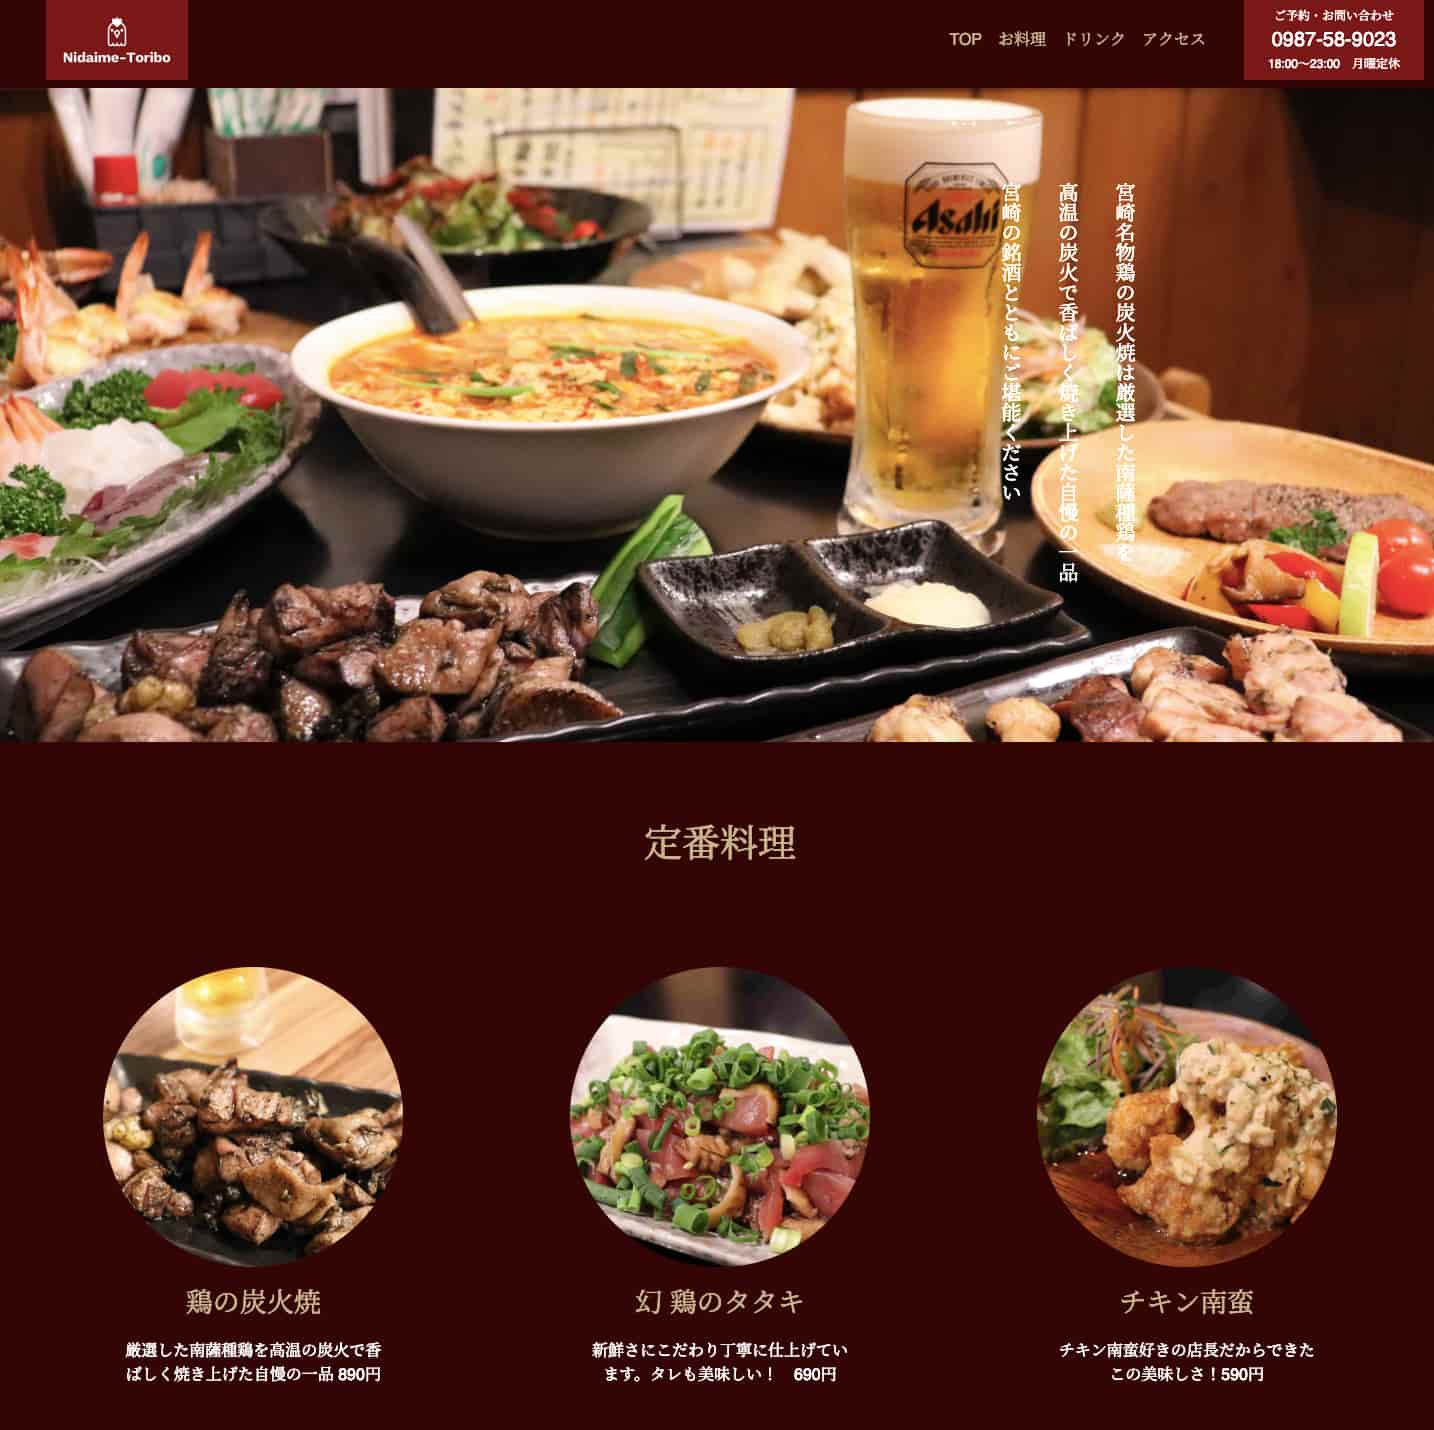 Nidaime-Toribo
TOP お料理 ドリンク アクセス
ご予約・お問い合わせ
0987-58-9023
18:00〜23:00 月曜定休
Asahi
宮崎名物鶏の炭火焼は厳選した南薩種鶏を
高温の炭火で香ばしく焼き上げた自慢の一品
宮崎の銘酒とともにご堪能ください
定番料理
鶏の炭火焼
厳選した南薩種鶏を高温の炭火で香
ばしく焼き上げた自慢の一品 890円
幻 鶏のタタキ
新鮮さにこだわり丁寧に仕上げてい
ます。タレも美味しい！ 690円
チキン南蛮
チキン南蛮好きの店長だからできた
この美味しさ！590円